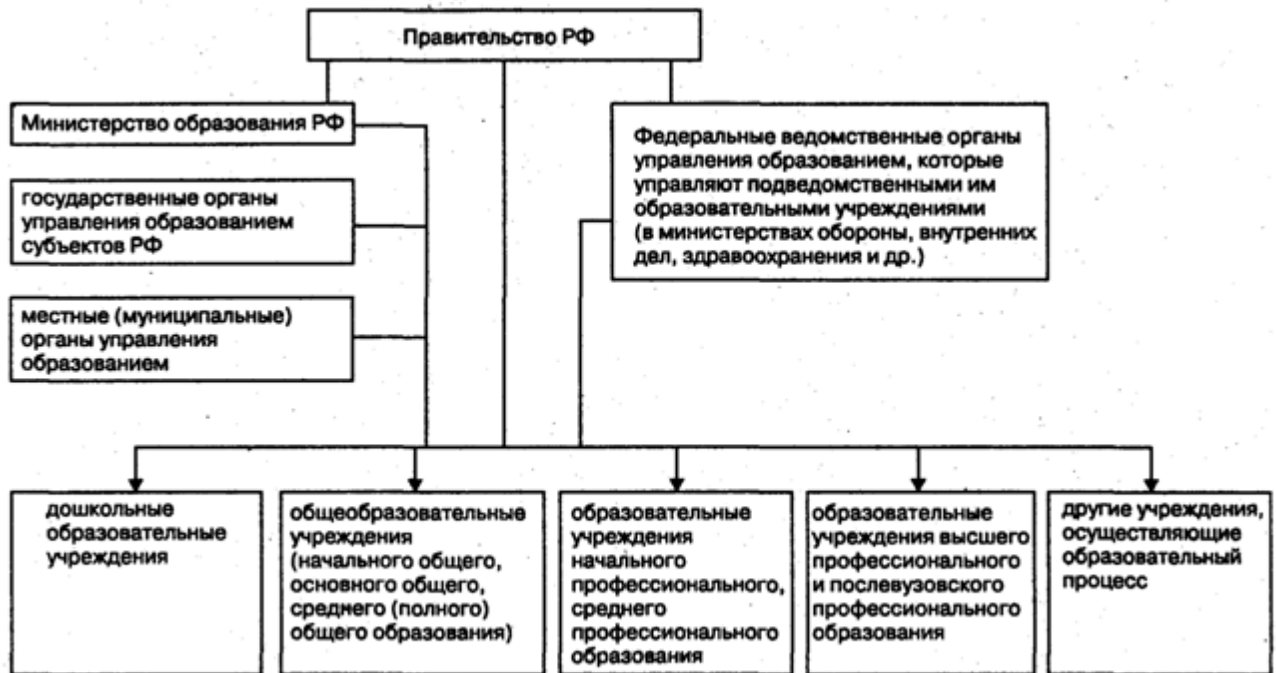 Правительство РФ
Министерство образования РФ
государственные органы
управления образованием
субъектов РФ
местные (муниципальные)
органы управления
образованием
Федеральные ведомственные органы
управления образованием, которые
управляют подведомственными им
образовательными учреждениями
(в министерствах обороны, внутренних
дел, здравоохранения и др.)
дошкольные
образовательные
учреждения
общеобразовательные
учреждения
(начального общего,
основного общего,
среднего (полного)
общего образования)
образовательные
учреждения
начального
профессионального,
среднего
профессионального
образования
образовательные
учреждения высшего
профессионального
и послевузовского
профессионального
образования
другие учреждения,
осуществляющие
образовательный
процесс